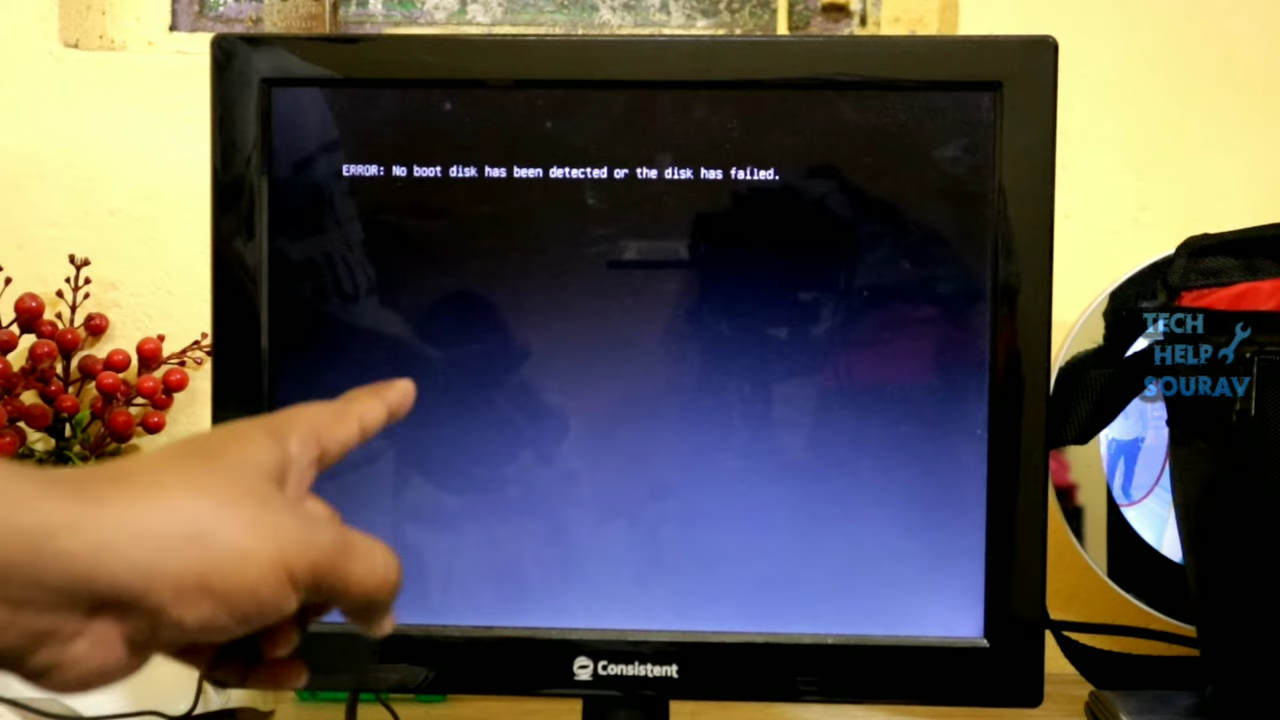 ERROR: No boot disk has been detected or the disk has failed.
TECH
HELP
SOURAV
Consistent